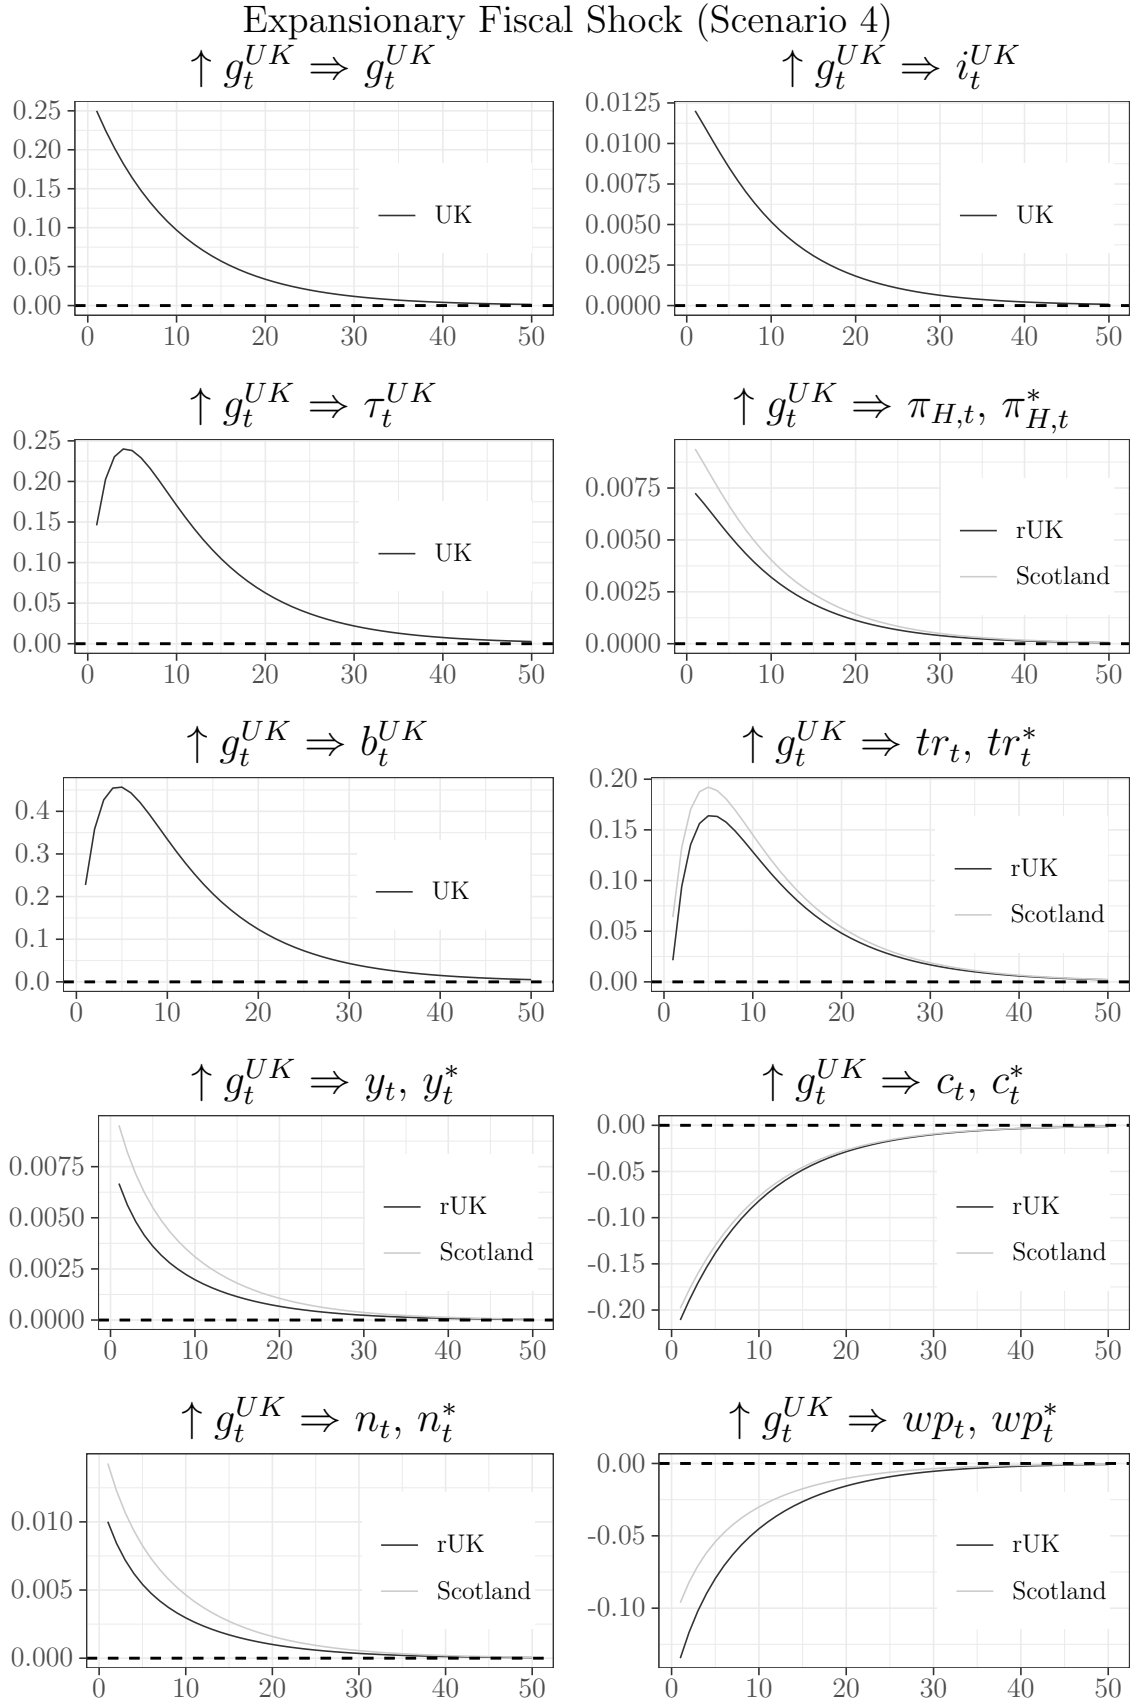 Expansionary Fiscal Shock (Scenario 4)
↑ g_t^{UK} ⇒ g_t^{UK}
0.25
0.20
0.15
0.10
0.05
0.00
UK
0 10 20 30 40 50
↑ g_t^{UK} ⇒ i_t^{UK}
0.0125
0.0100
0.0075
0.0050
0.0025
0.0000
UK
0 10 20 30 40 50
↑ g_t^{UK} ⇒ τ_t^{UK}
0.25
0.20
0.15
0.10
0.05
0.00
UK
0 10 20 30 40 50
↑ g_t^{UK} ⇒ π_{H,t}, π_{H,t}^*
0.0075
0.0050
0.0025
0.0000
rUK
Scotland
0 10 20 30 40 50
↑ g_t^{UK} ⇒ b_t^{UK}
0.4
0.3
0.2
0.1
0.0
UK
0 10 20 30 40 50
↑ g_t^{UK} ⇒ tr_t, tr_t^*
0.20
0.15
0.10
0.05
0.00
rUK
Scotland
0 10 20 30 40 50
↑ g_t^{UK} ⇒ y_t, y_t^*
0.0075
0.0050
0.0025
0.0000
rUK
Scotland
0 10 20 30 40 50
↑ g_t^{UK} ⇒ c_t, c_t^*
0.00
-0.05
-0.10
-0.15
-0.20
rUK
Scotland
0 10 20 30 40 50
↑ g_t^{UK} ⇒ n_t, n_t^*
0.010
0.005
0.000
rUK
Scotland
0 10 20 30 40 50
↑ g_t^{UK} ⇒ wp_t, wp_t^*
0.00
-0.05
-0.10
rUK
Scotland
0 10 20 30 40 50